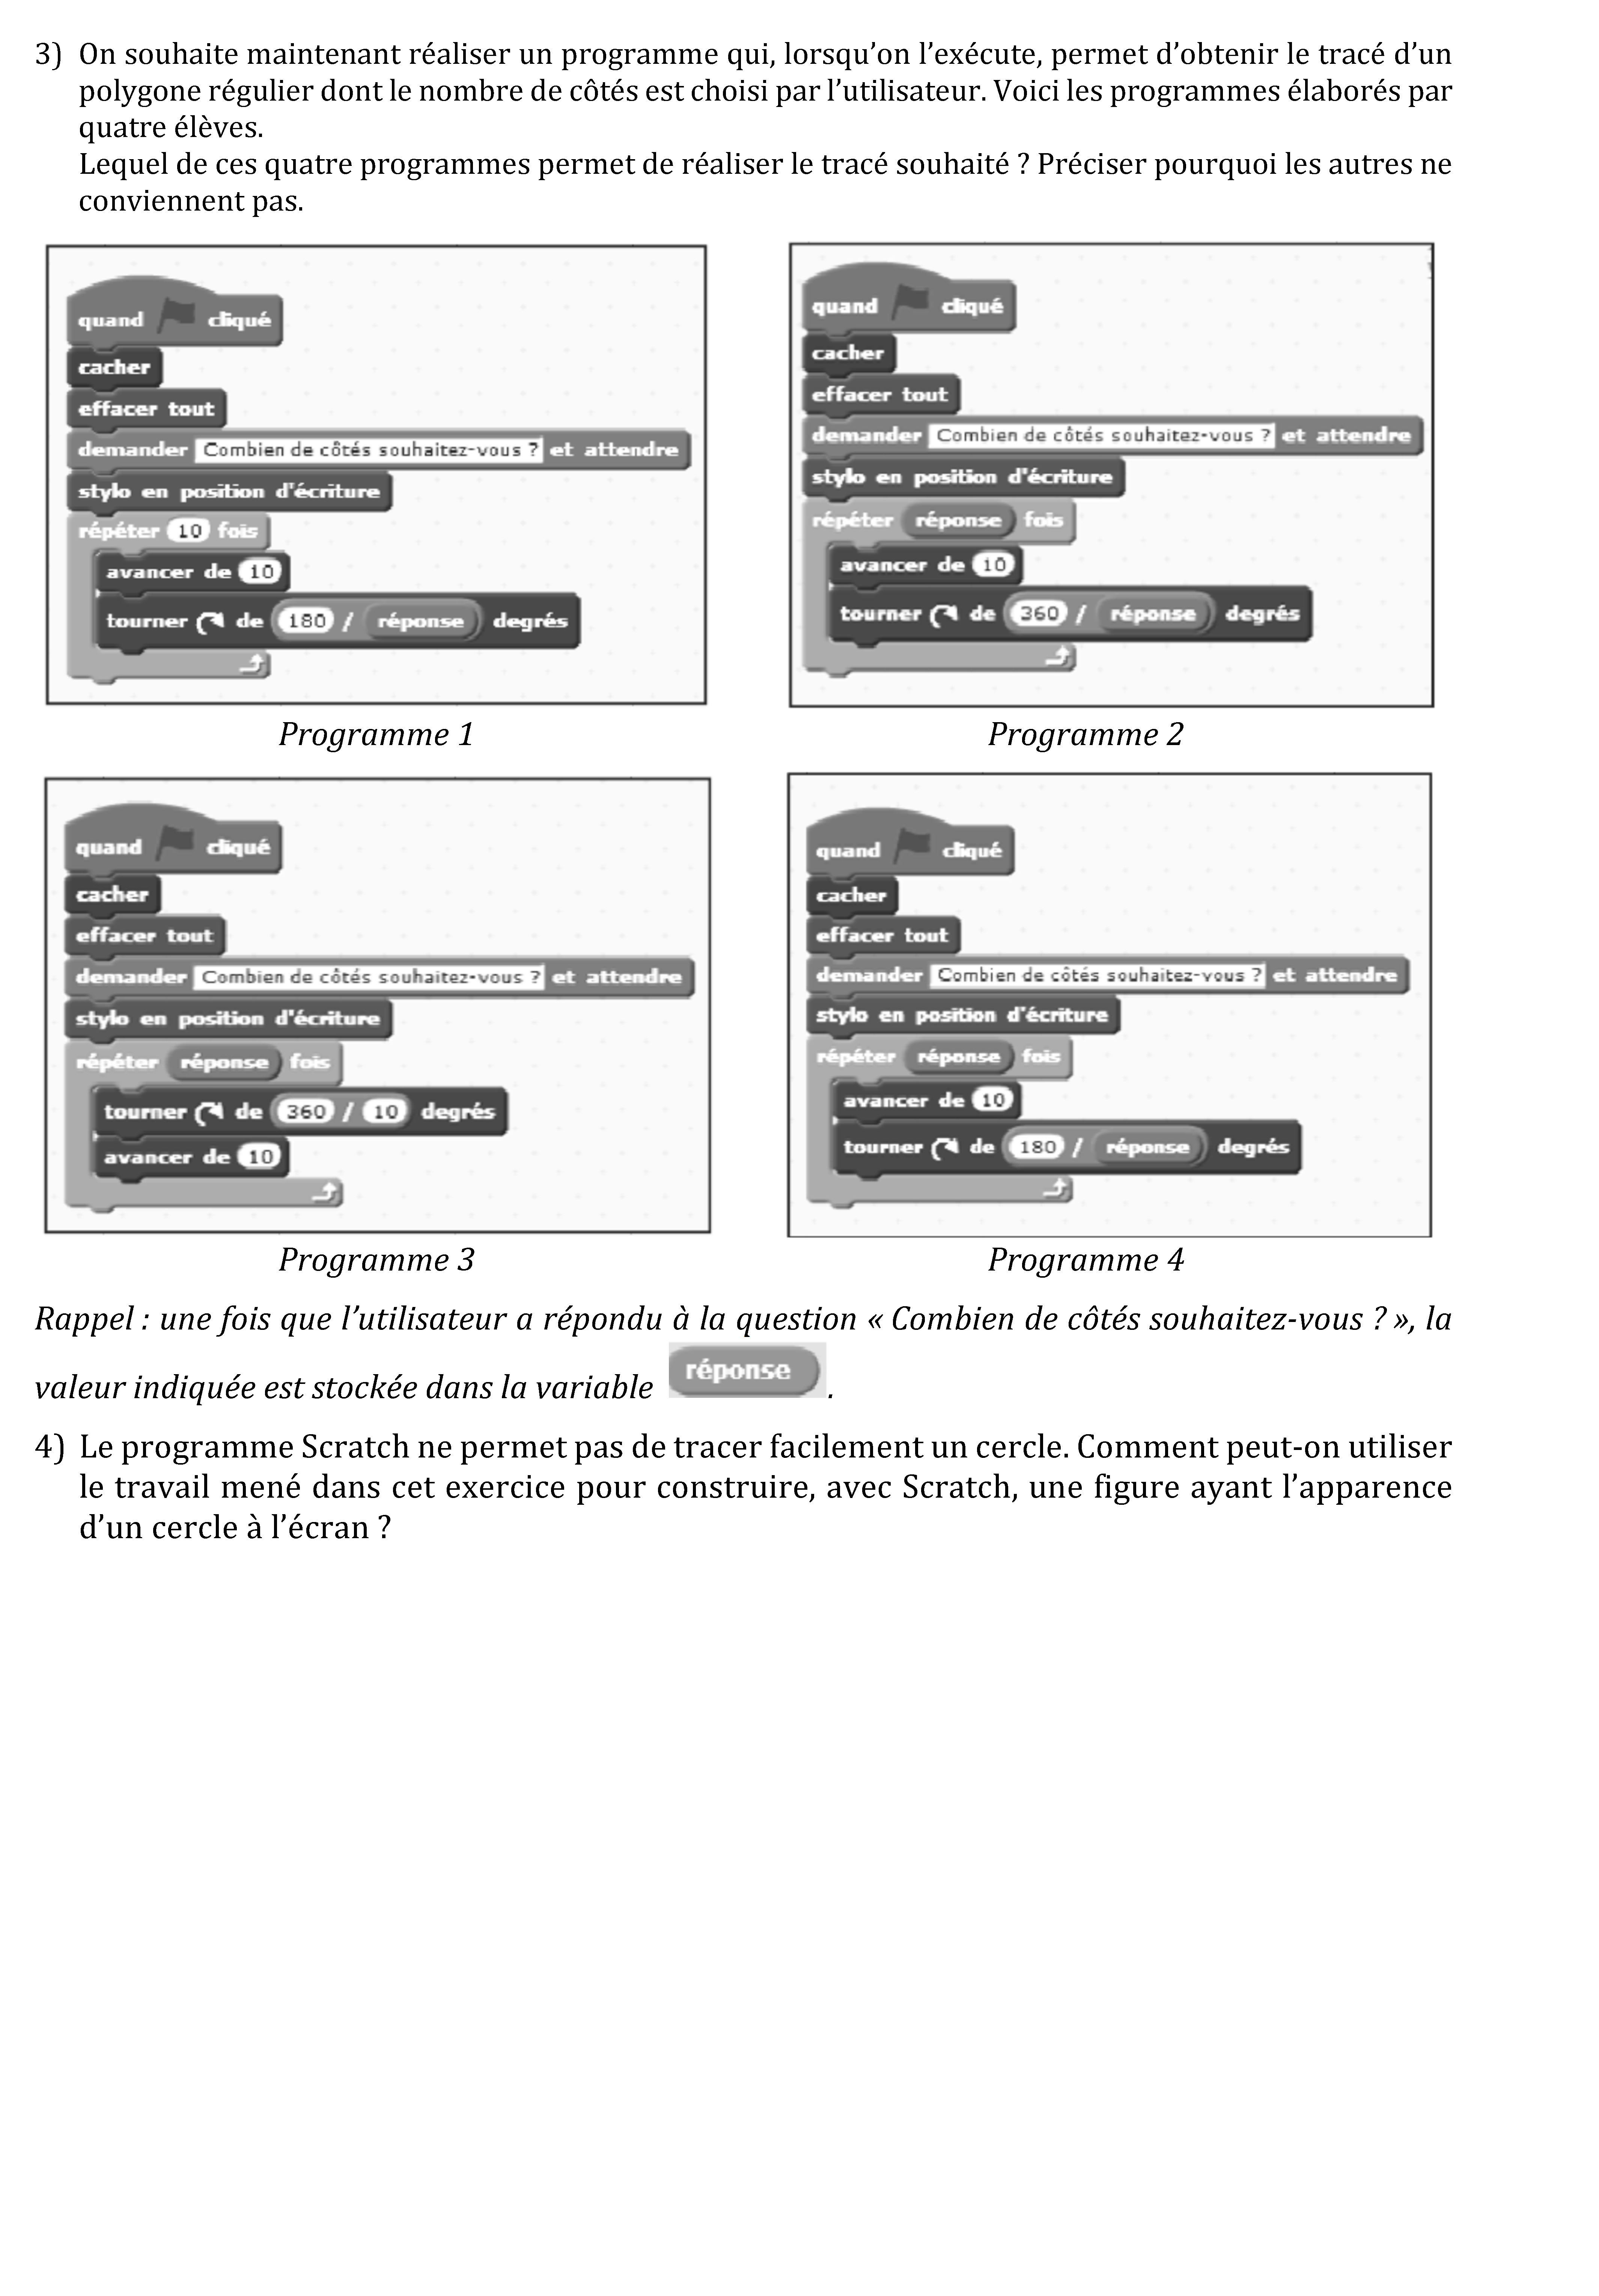 3) On souhaite maintenant réaliser un programme qui, lorsqu’on l’exécute, permet d’obtenir le tracé d’un
polygone régulier dont le nombre de côtés est choisi par l’utilisateur. Voici les programmes élaborés par
quatre élèves.
Lequel de ces quatre programmes permet de réaliser le tracé souhaité ? Préciser pourquoi les autres ne
conviennent pas.
quand cliqué
cacher
effacer tout
demander Combien de côtés souhaitez-vous ? et attendre
stylo en position d'écriture
répéter 10 fois
avancer de 10
tourner de 180 / réponse degrés
Programme 1
quand cliqué
cacher
effacer tout
demander Combien de côtés souhaitez-vous ? et attendre
stylo en position d'écriture
répéter réponse fois
avancer de 10
tourner de 360 / réponse degrés
Programme 2
quand cliqué
cacher
effacer tout
demander Combien de côtés souhaitez-vous ? et attendre
stylo en position d'écriture
répéter réponse fois
tourner de 360 / 10 degrés
avancer de 10
Programme 3
quand cliqué
cacher
effacer tout
demander Combien de côtés souhaitez-vous ? et attendre
stylo en position d'écriture
répéter réponse fois
avancer de 10
tourner de 180 / réponse degrés
Programme 4
Rappel : une fois que l’utilisateur a répondu à la question « Combien de côtés souhaitez-vous ? », la
valeur indiquée est stockée dans la variable réponse .
4) Le programme Scratch ne permet pas de tracer facilement un cercle. Comment peut-on utiliser
le travail mené dans cet exercice pour construire, avec Scratch, une figure ayant l’apparence
d’un cercle à l’écran ?